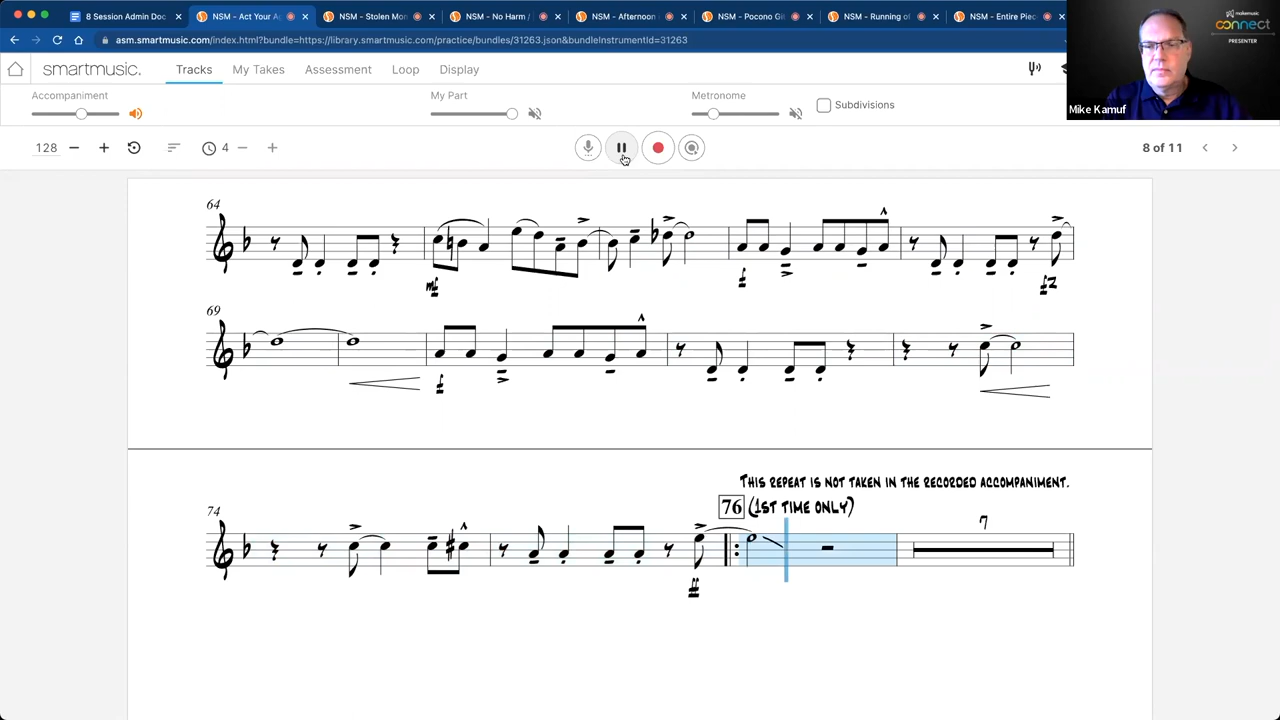 8 Session Admin Doc
NSM - Act Your Ag
NSM - Stolen Mon
NSM - No Harm /
NSM - Afternoon
NSM - Pocono Gi
NSM - Running of
NSM - Entire Piec
asm.smartmusic.com/index.html?bundle=https://library.smartmusic.com/practice/bundles/31263.json&bundleInstrumentId=31263
makemusic
connect
PRESENTER
Mike Kamuf
smartmusic.
Tracks
My Takes
Assessment
Loop
Display
Accompaniment
My Part
Metronome
Subdivisions
128
4
8 of 11
64
mf
f
fz
69
f
THIS REPEAT IS NOT TAKEN IN THE RECORDED ACCOMPANIMENT.
76 (1ST TIME ONLY)
74
7
ff